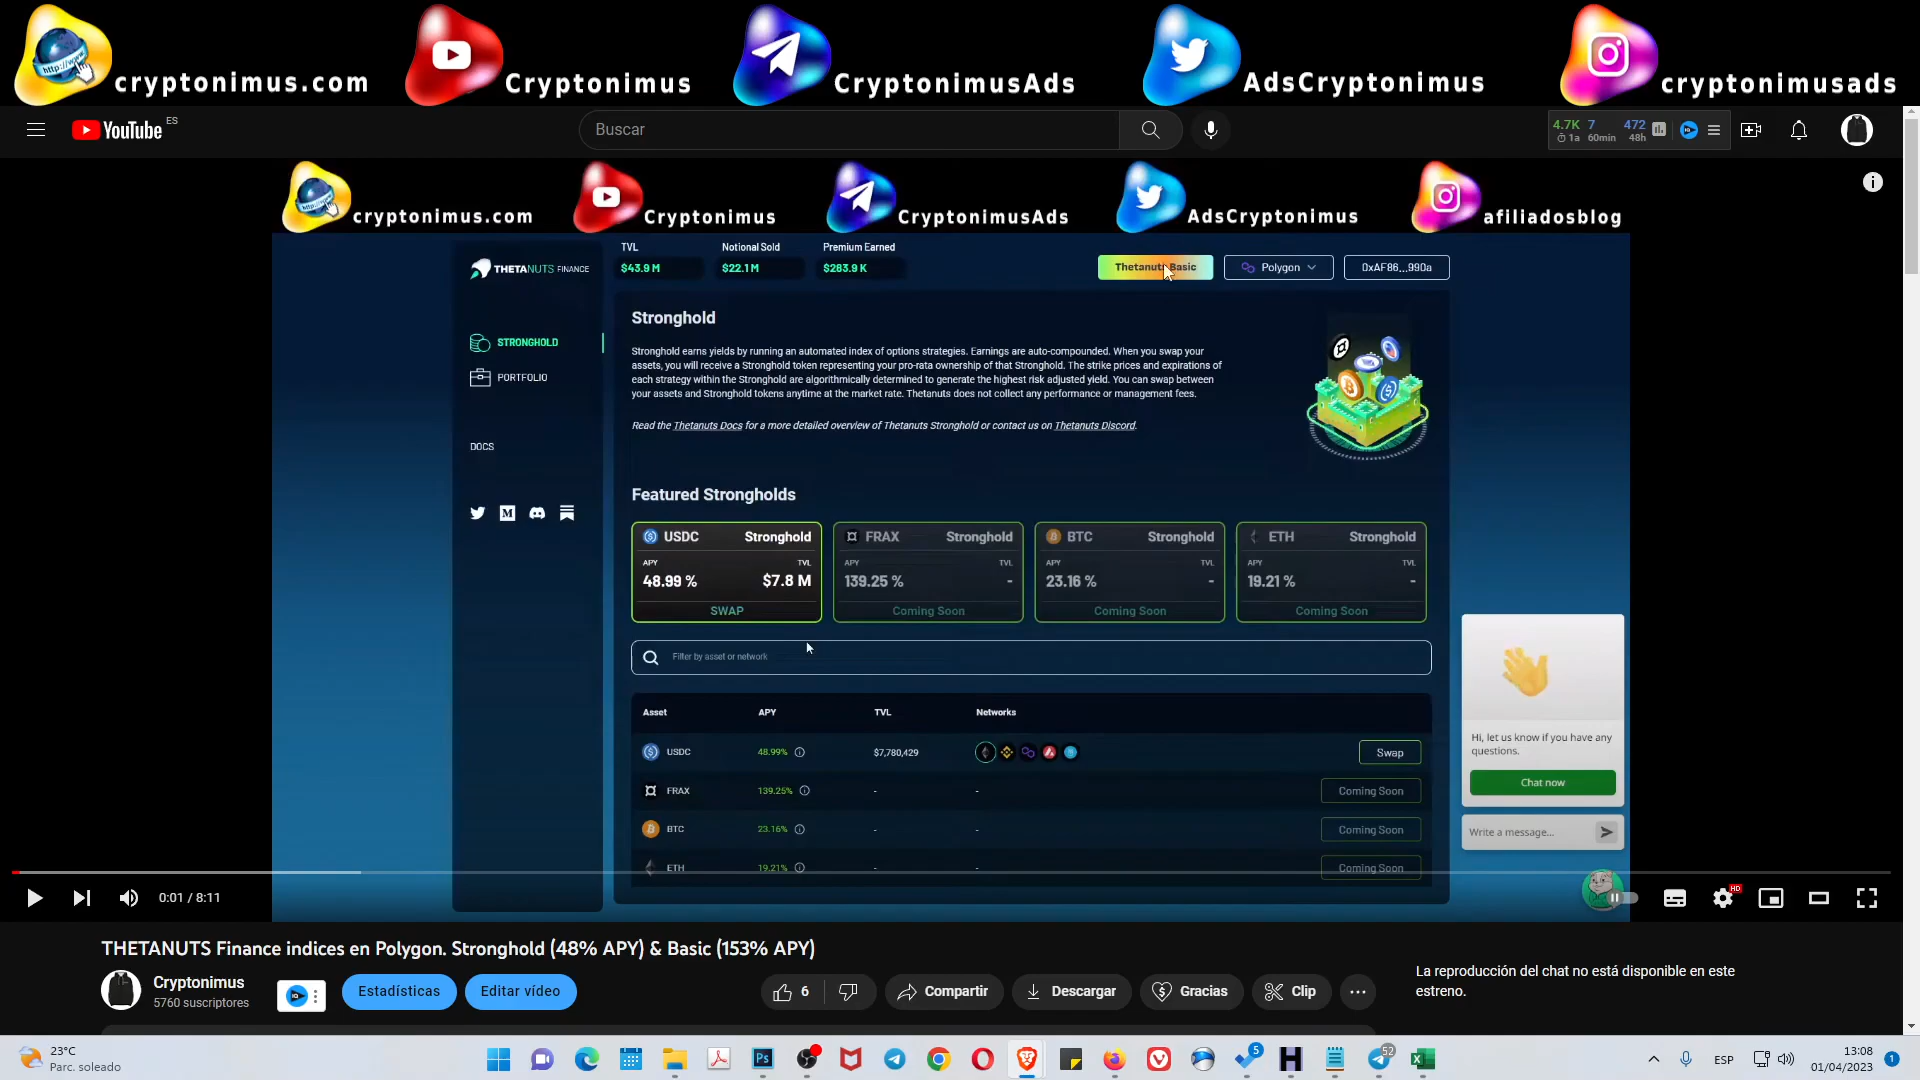 cryptonimus.com
Cryptonimus
CryptonimusAds
AdsCryptonimus
cryptonimusads
http://www
YouTube ES
Buscar
4.7K 7 472
1a 60min 48h
cryptonimus.com
Cryptonimus
CryptonimusAds
AdsCryptonimus
afiliadosblog
THETANUTS FINANCE
TVL
$43.9 M
Notional Sold
$22.1 M
Premium Earned
$283.9 K
Thetanuts Basic
Polygon
0xAF86...990a
STRONGHOLD
PORTFOLIO
DOCS
Stronghold
Stronghold earns yields by running an automated index of options strategies. Earnings are auto-compounded. When you swap your
assets, you will receive a Stronghold token representing your pro-rata ownership of that Stronghold. The strike prices and expirations of
each strategy within the Stronghold are algorithmically determined to generate the highest risk adjusted yield. You can swap between
your assets and Stronghold tokens anytime at the market rate. Thetanuts does not collect any performance or management fees.
Read the Thetanuts Docs for a more detailed overview of Thetanuts Stronghold or contact us on Thetanuts Discord.
Featured Strongholds
USDC Stronghold
APY TVL
48.99 % $7.8 M
SWAP
FRAX Stronghold
APY TVL
139.25 % -
Coming Soon
BTC Stronghold
APY TVL
23.16 % -
Coming Soon
ETH Stronghold
APY TVL
19.21 % -
Coming Soon
Filter by asset or network
Asset APY TVL Networks
USDC 48.99% $7,780,429 Swap
FRAX 139.25% - - Coming Soon
BTC 23.16% - - Coming Soon
ETH 19.21% Coming Soon
Hi, let us know if you have any
questions.
Chat now
Write a message...
0:01 / 8:11
HD
THETANUTS Finance indices en Polygon. Stronghold (48% APY) & Basic (153% APY)
Cryptonimus
5760 suscriptores
Estadísticas
Editar vídeo
6
Compartir
Descargar
Gracias
Clip
La reproducción del chat no está disponible en este
estreno.
23°C
Parc. soleado
Ps
5
52
ESP
13:08
01/04/2023
1